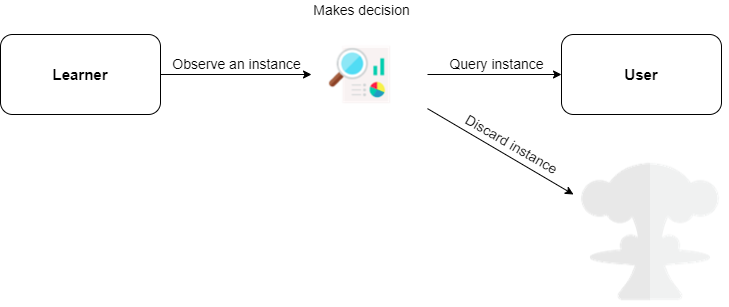 Makes decision
Learner
Observe an instance
Query instance
User
Discard instance